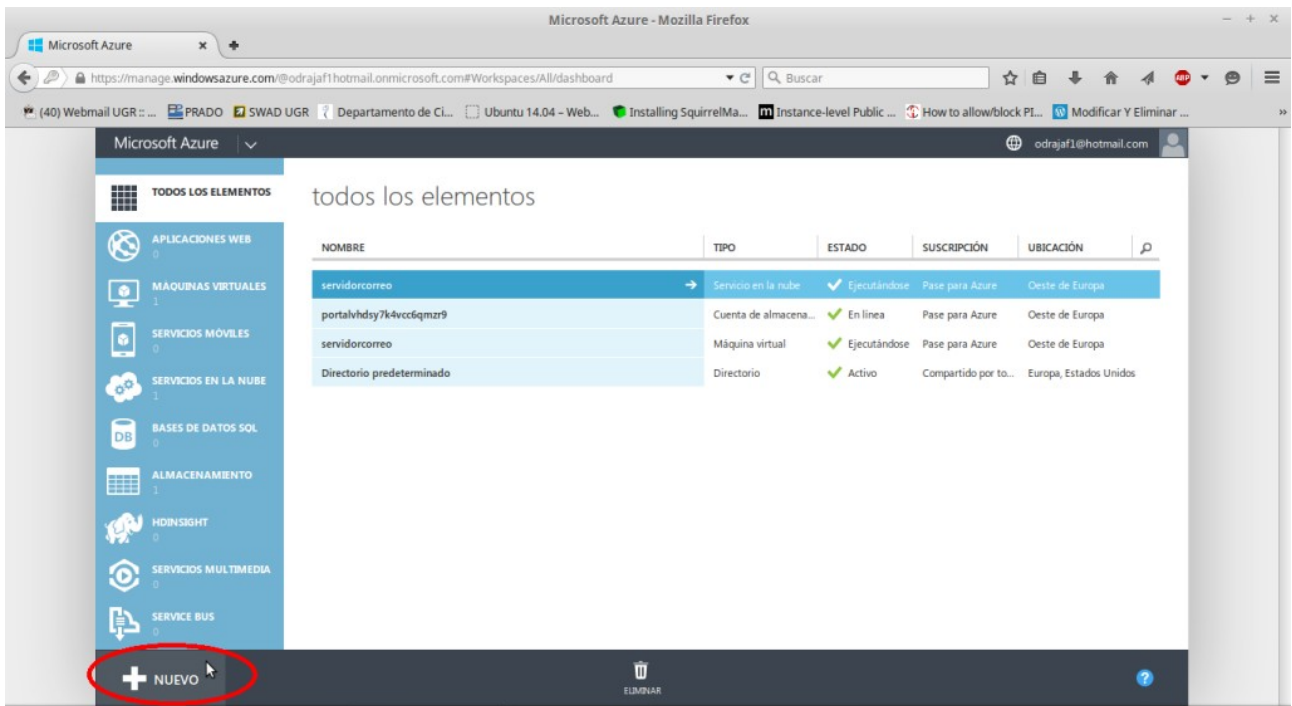 Microsoft Azure - Mozilla Firefox
Microsoft Azure
https://manage.windowsazure.com/@odrajaf1hotmail.onmicrosoft.com#Workspaces/All/dashboard
Buscar
ABP
(40) Webmail UGR :: ... PRADO SWAD UGR Departamento de Ci... Ubuntu 14.04 – Web... Installing SquirrelMa... Instance-level Public ... How to allow/block PI... Modificar Y Eliminar ...
Microsoft Azure
odrajaf1@hotmail.com
TODOS LOS ELEMENTOS
APLICACIONES WEB
0
MÁQUINAS VIRTUALES
1
SERVICIOS MÓVILES
0
SERVICIOS EN LA NUBE
1
DB
BASES DE DATOS SQL
0
ALMACENAMIENTO
1
HDINSIGHT
0
SERVICIOS MULTIMEDIA
0
SERVICE BUS
0
todos los elementos
NOMBRE TIPO ESTADO SUSCRIPCIÓN UBICACIÓN
servidorcorreo Servicio en la nube Ejecutándose Pase para Azure Oeste de Europa
portalvhdsy7k4vcc6qmzr9 Cuenta de almacena... En línea Pase para Azure Oeste de Europa
servidorcorreo Máquina virtual Ejecutándose Pase para Azure Oeste de Europa
Directorio predeterminado Directorio Activo Compartido por to... Europa, Estados Unidos
NUEVO
ELIMINAR
?